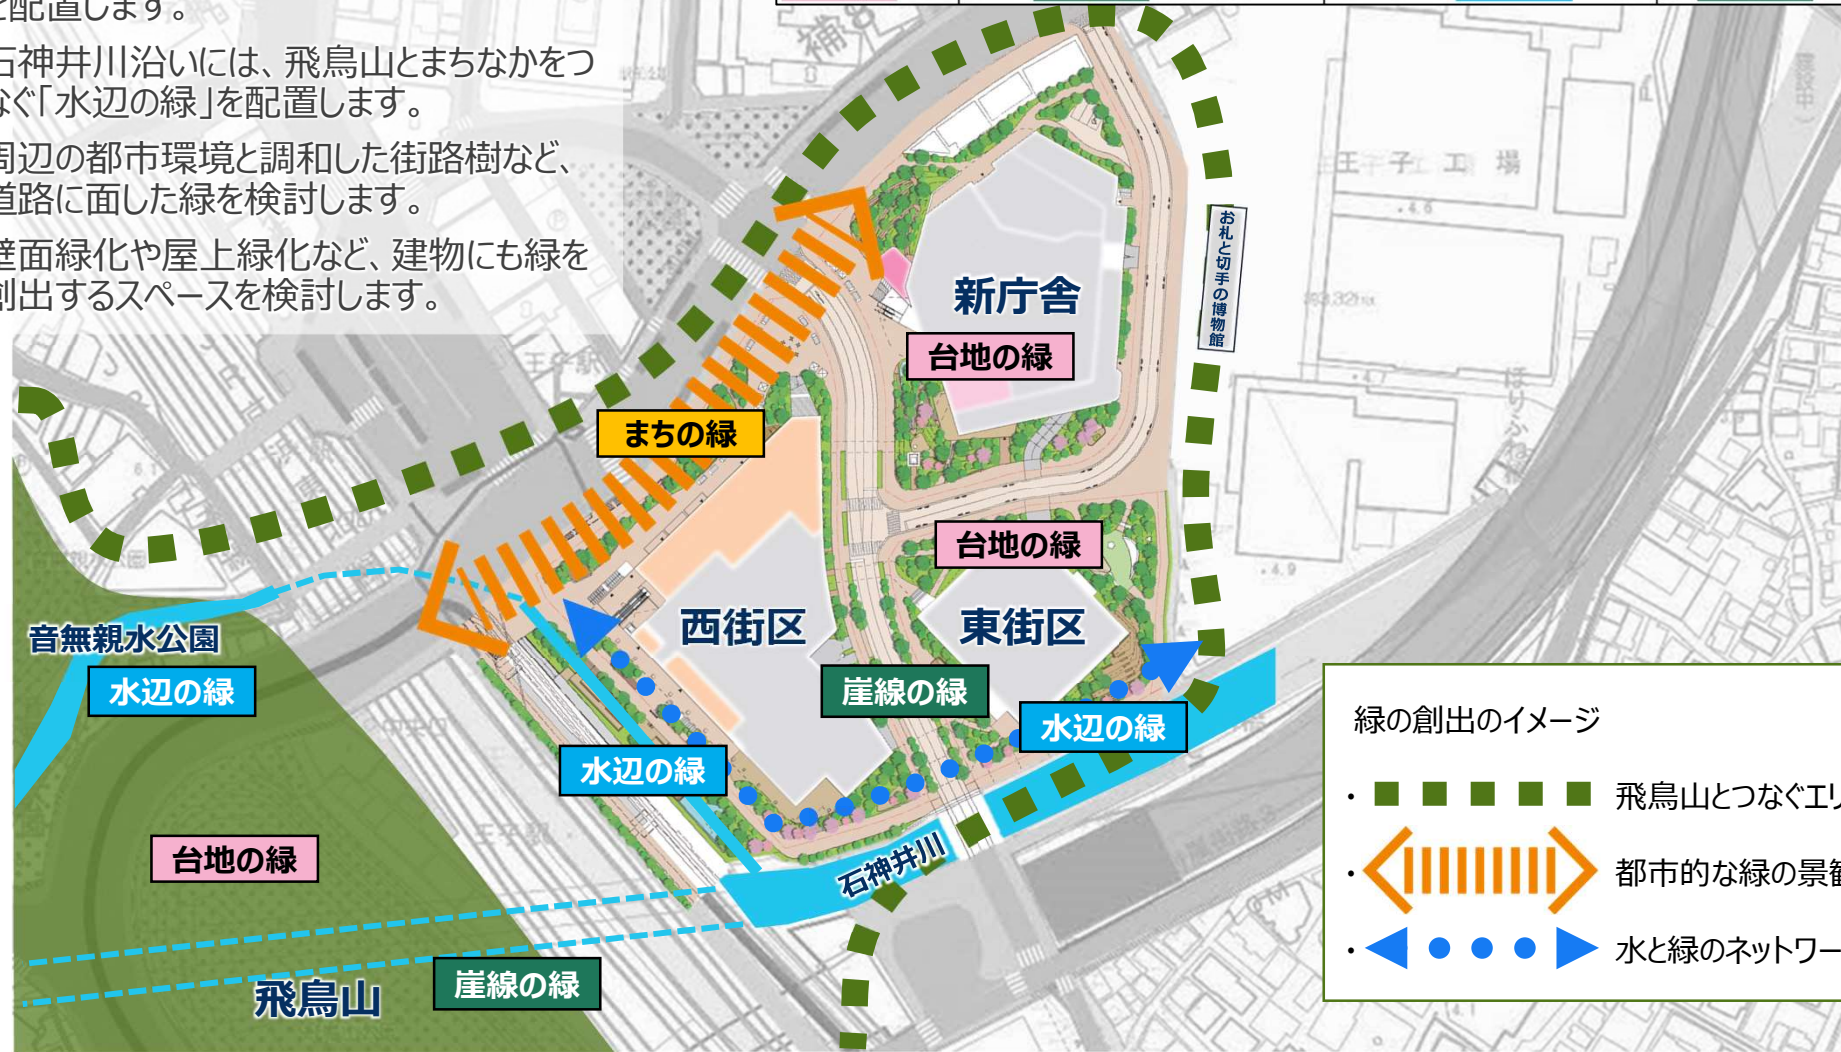 配置します。
石神井川沿いには、飛鳥山とまちなかをつ
なぐ「水辺の緑」を配置します。
周辺の都市環境と調和した街路樹など、
道路に面した緑を検討します。
壁面緑化や屋上緑化など、建物にも緑を
創出するスペースを検討します。
補
王子工場
お札と切手の博物館
新庁舎
台地の緑
王子駅
まちの緑
台地の緑
西街区
東街区
音無親水公園
水辺の緑
崖線の緑
水辺の緑
水辺の緑
中央口
王子駅
台地の緑
石神井川
飛鳥山
崖線の緑
緑の創出のイメージ
・飛鳥山とつなぐエリ
・都市的な緑の景観
・水と緑のネットワー